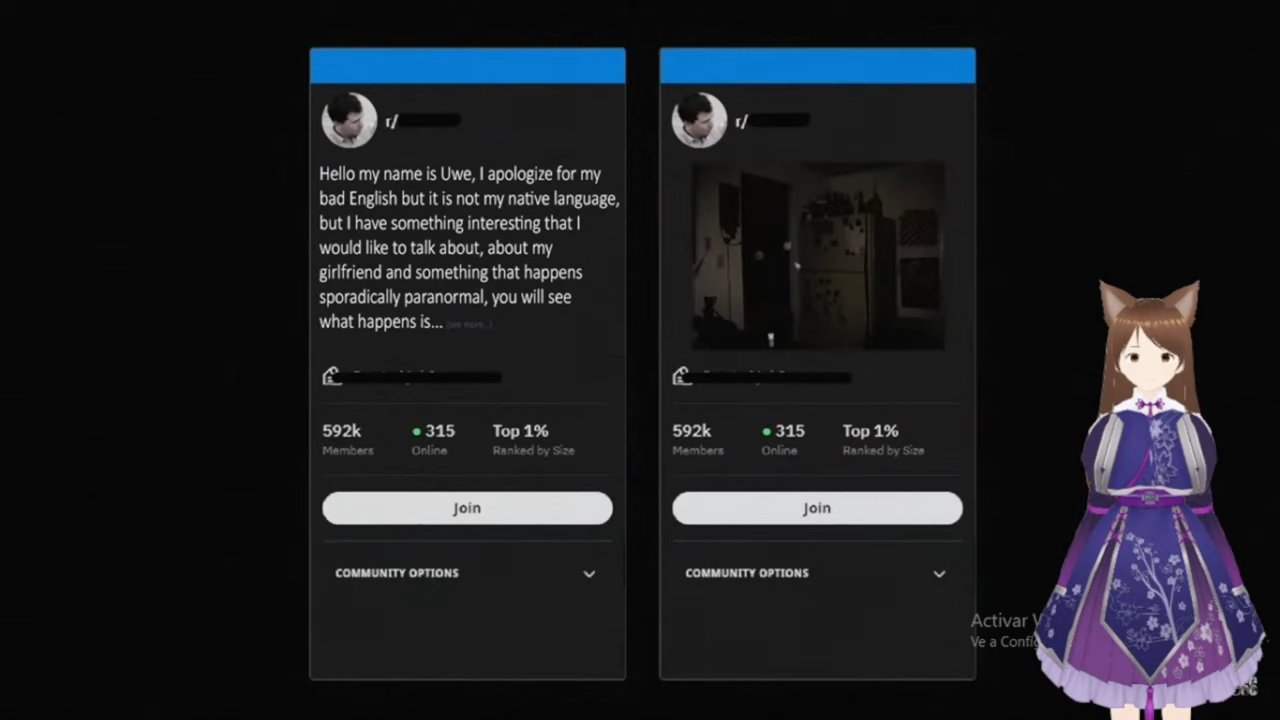 r/
Hello my name is Uwe, I apologize for my
bad English but it is not my native language,
but I have something interesting that I
would like to talk about, about my
girlfriend and something that happens
sporadically paranormal, you will see
what happens is... (see more...)
592k
Members
315
Online
Top 1%
Ranked by Size
Join
COMMUNITY OPTIONS
r/
592k
Members
315
Online
Top 1%
Ranked by Size
Join
COMMUNITY OPTIONS
Activar
Ve a